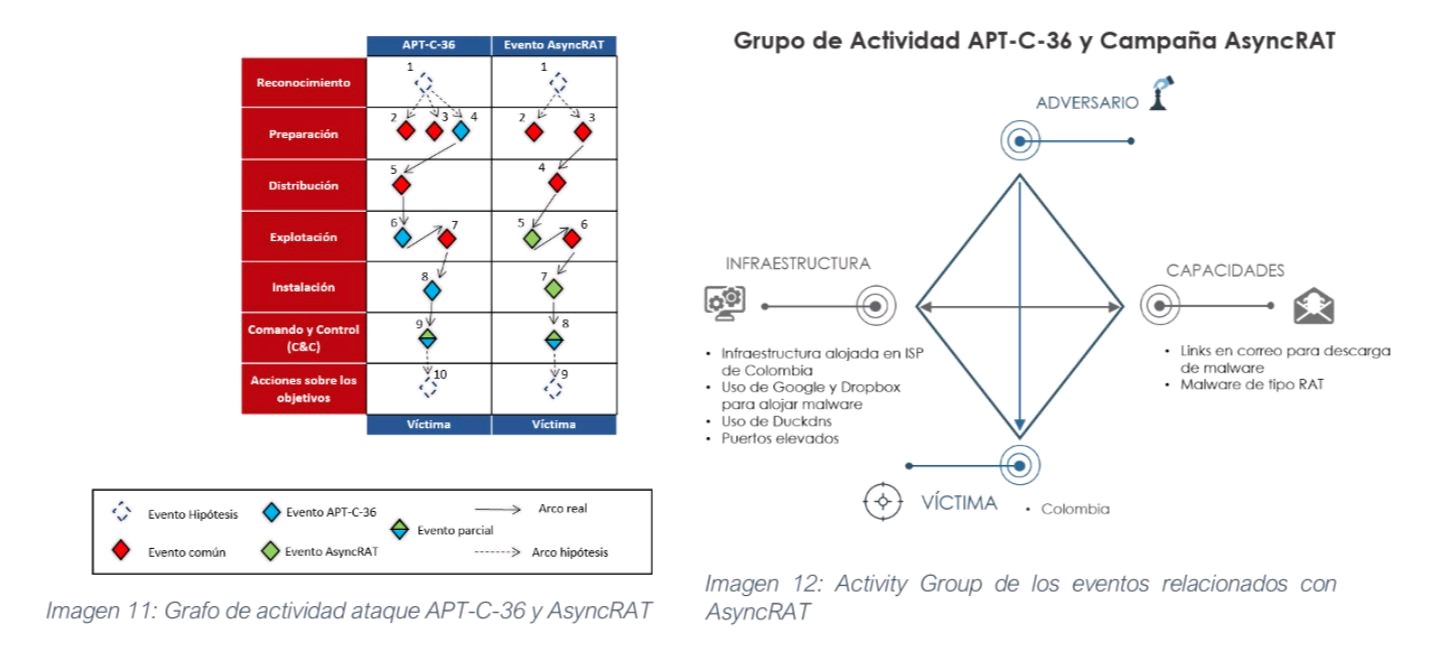 APT-C-36 Evento AsyncRAT
Reconocimiento 1 1
Preparación 2 3 4 2 3
Distribución 5 4
Explotación 6 7 5 6
Instalación 8 7
Comando y Control
(C&C) 9 8
Acciones sobre los
objetivos 10 9
Víctima Víctima
Evento Hipótesis Evento APT-C-36 Evento parcial Arco real
Evento común Evento AsyncRAT Arco hipótesis
Imagen 11: Grafo de actividad ataque APT-C-36 y AsyncRAT
Grupo de Actividad APT-C-36 y Campaña AsyncRAT
ADVERSARIO
INFRAESTRUCTURA
• Infraestructura alojada en ISP
de Colombia
• Uso de Google y Dropbox
para alojar malware
• Uso de Duckdns
• Puertos elevados
CAPACIDADES
• Links en correo para descarga
de malware
• Malware de tipo RAT
VÍCTIMA • Colombia
Imagen 12: Activity Group de los eventos relacionados con
AsyncRAT